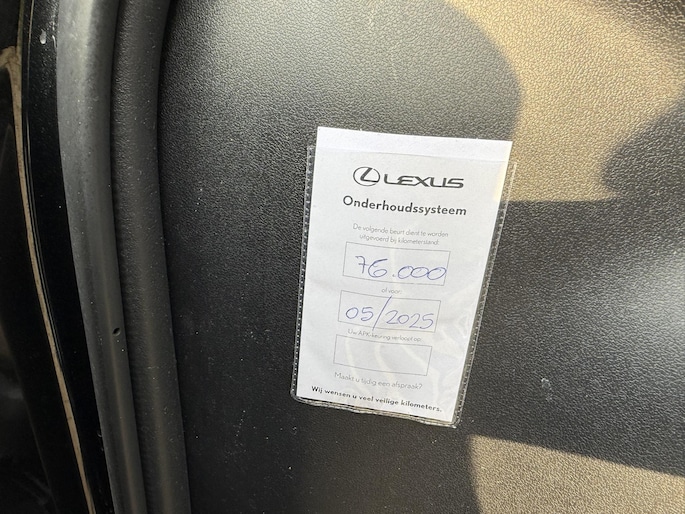 LEXUS
Onderhoudssysteem
De volgende beurt dient te worden
uitgevoerd bij kilometerstand:
76.000
of voor:
05/2025
Uw APK-keuring verloopt op:
Maakt u tijdig een afspraak?
Wij wensen u veel veilige kilometers.